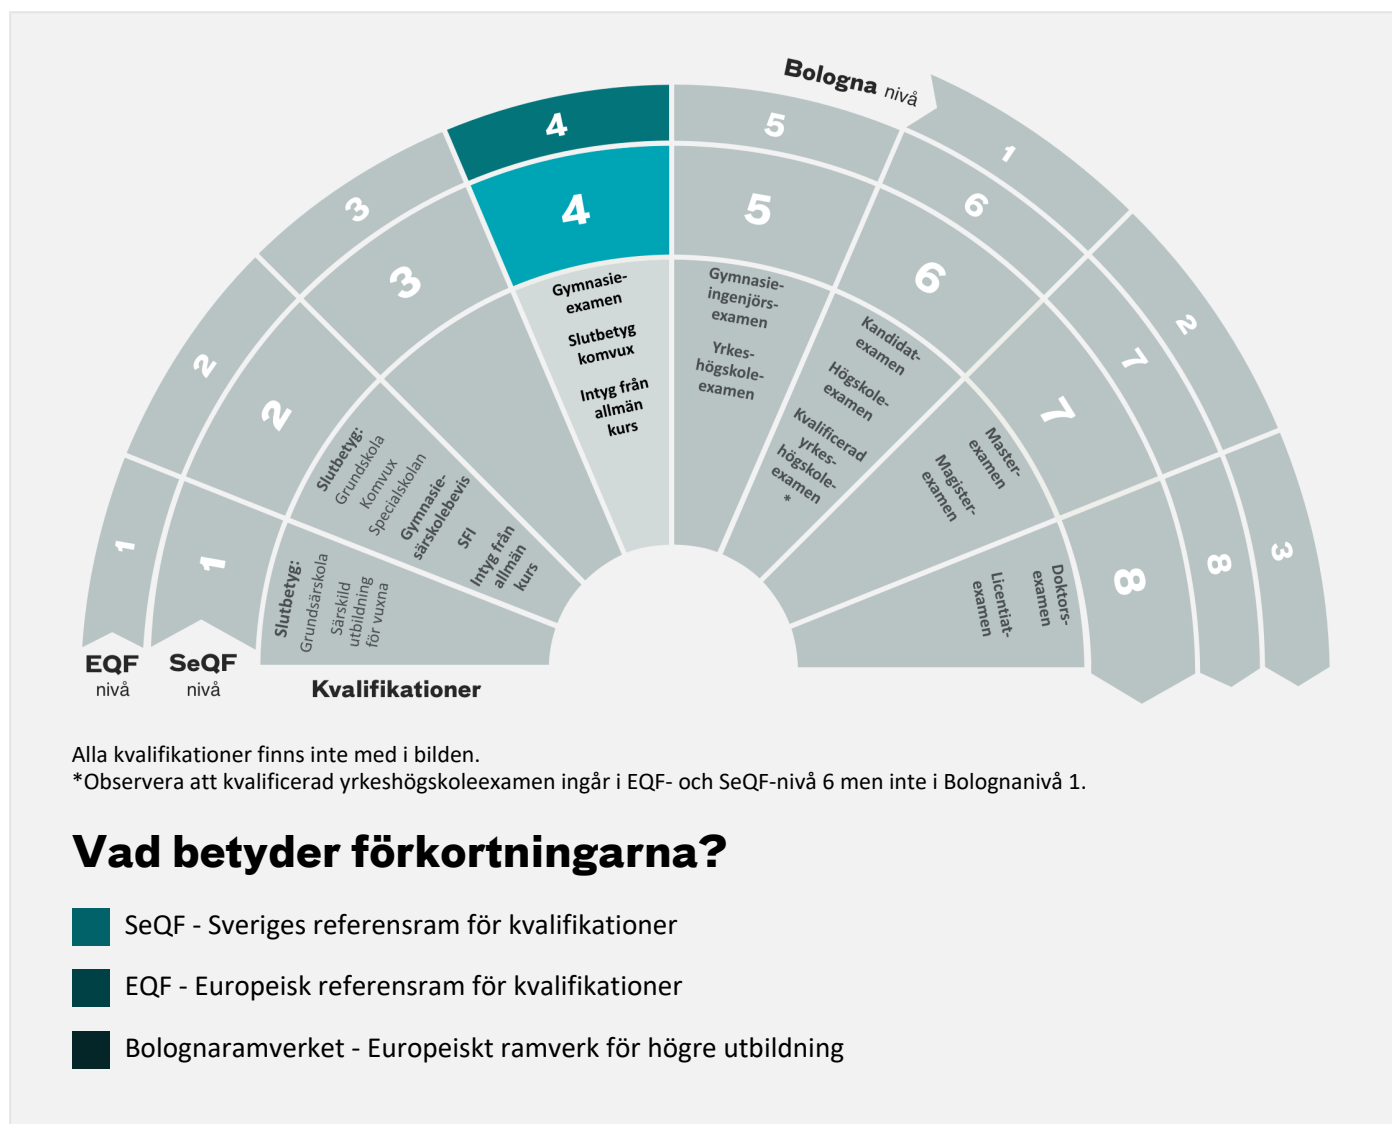 Bologna nivå
1
2
3
1
2
3
4
5
6
7
8
1
2
3
4
5
6
7
8
Slutbetyg:
Grundsärskola
Särskild
utbildning
för vuxna
Slutbetyg:
Grundskola
Komvux
Specialskolan
Gymnasie-
särskolebevis
SFI
Intyg från
allmän
kurs
Gymnasie-
examen
Slutbetyg
komvux
Intyg från
allmän
kurs
Gymnasie-
ingenjörs-
examen
Yrkes-
högskole-
examen
Kandidat-
examen
Högskole-
examen
Kvalificerad
yrkes-
högskole-
examen
*
Master-
examen
Magister-
examen
Doktors-
examen
Licentiat-
examen
EQF
nivå
SeQF
nivå
Kvalifikationer
Alla kvalifikationer finns inte med i bilden.
*Observera att kvalificerad yrkeshögskoleexamen ingår i EQF- och SeQF-nivå 6 men inte i Bolognanivå 1.
Vad betyder förkortningarna?
SeQF - Sveriges referensram för kvalifikationer
EQF - Europeisk referensram för kvalifikationer
Bolognaramverket - Europeiskt ramverk för högre utbildning